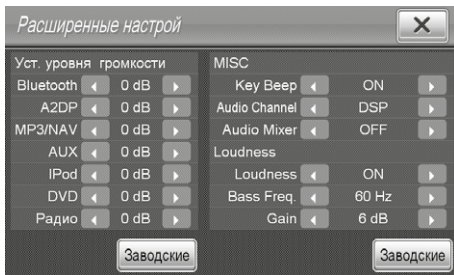 Расширенные настрой
Уст. уровня громкости
Bluetooth 0 dB
A2DP 0 dB
MP3/NAV 0 dB
AUX 0 dB
IPod 0 dB
DVD 0 dB
Радио 0 dB
Заводские
MISC
Key Beep ON
Audio Channel DSP
Audio Mixer OFF
Loudness
Loudness ON
Bass Freq. 60 Hz
Gain 6 dB
Заводские